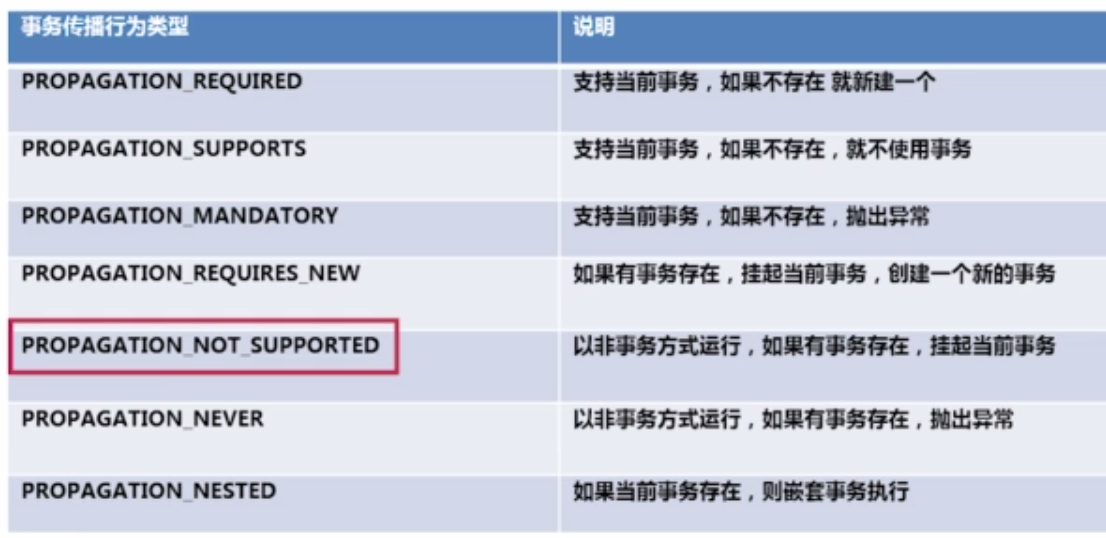 事务传播行为类型 说明
PROPAGATION_REQUIRED 支持当前事务，如果不存在 就新建一个
PROPAGATION_SUPPORTS 支持当前事务，如果不存在，就不使用事务
PROPAGATION_MANDATORY 支持当前事务，如果不存在，抛出异常
PROPAGATION_REQUIRES_NEW 如果有事务存在，挂起当前事务，创建一个新的事务
PROPAGATION_NOT_SUPPORTED 以非事务方式运行，如果有事务存在，挂起当前事务
PROPAGATION_NEVER 以非事务方式运行，如果有事务存在，抛出异常
PROPAGATION_NESTED 如果当前事务存在，则嵌套事务执行